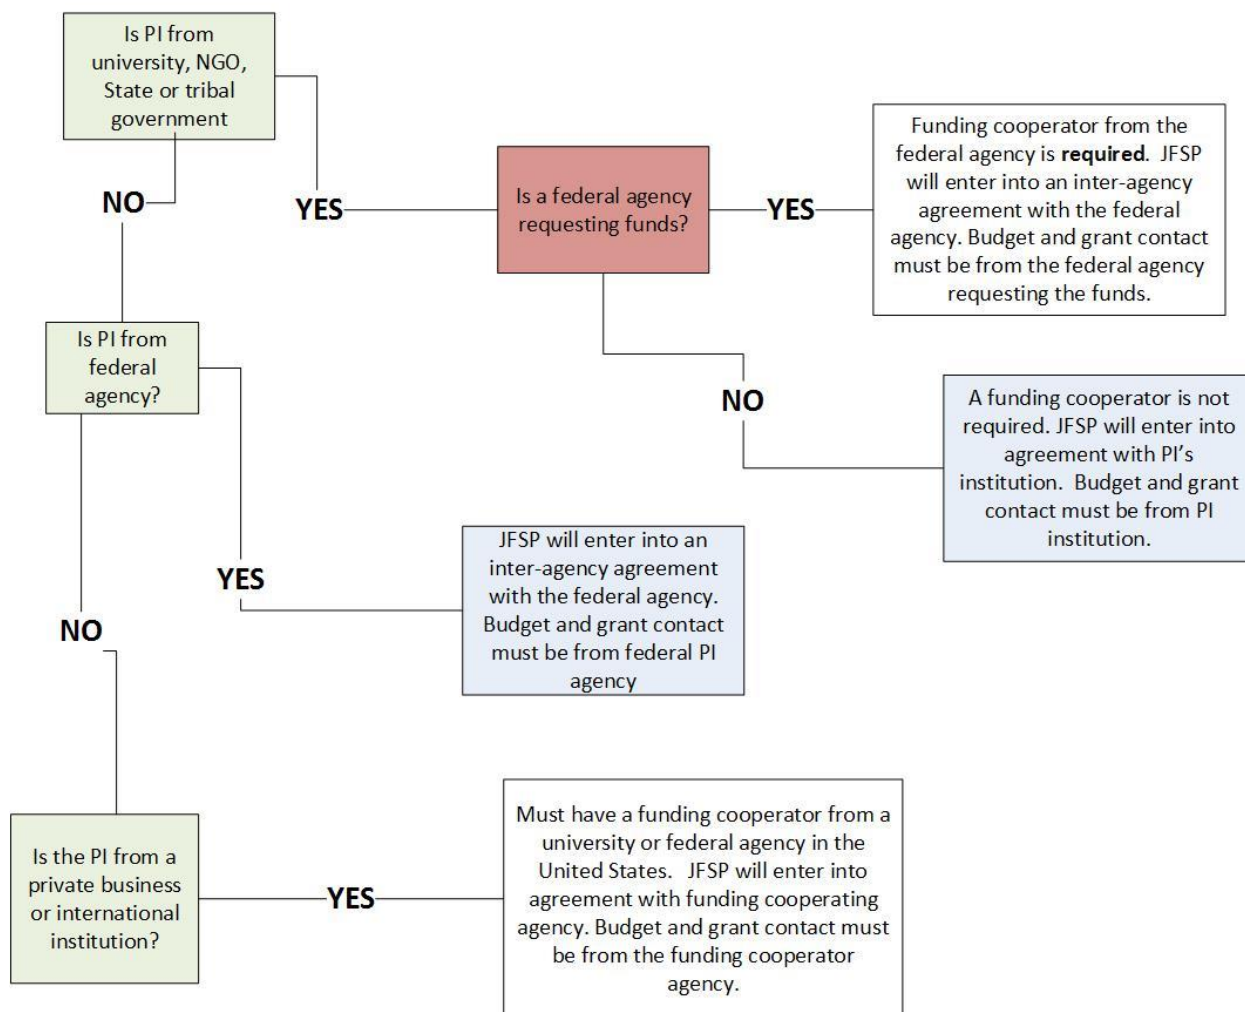 Is PI from
university, NGO,
State or tribal
government
NO
YES
Is a federal agency
requesting funds?
YES
Funding cooperator from the
federal agency is required.  JFSP
will enter into an inter-agency
agreement with the federal
agency. Budget and grant contact
must be from the federal agency
requesting the funds.
NO
A funding cooperator is not
required. JFSP will enter into
agreement with PI's
institution.  Budget and grant
contact must be from PI
institution.
Is PI from
federal
agency?
YES
JFSP will enter into an
inter-agency agreement
with the federal agency.
Budget and grant contact
must be from federal PI
agency
NO
Is the PI from a
private business
or international
institution?
YES
Must have a funding cooperator from a
university or federal agency in the
United States.   JFSP will enter into
agreement with funding cooperating
agency. Budget and grant contact must
be from the funding cooperator
agency.